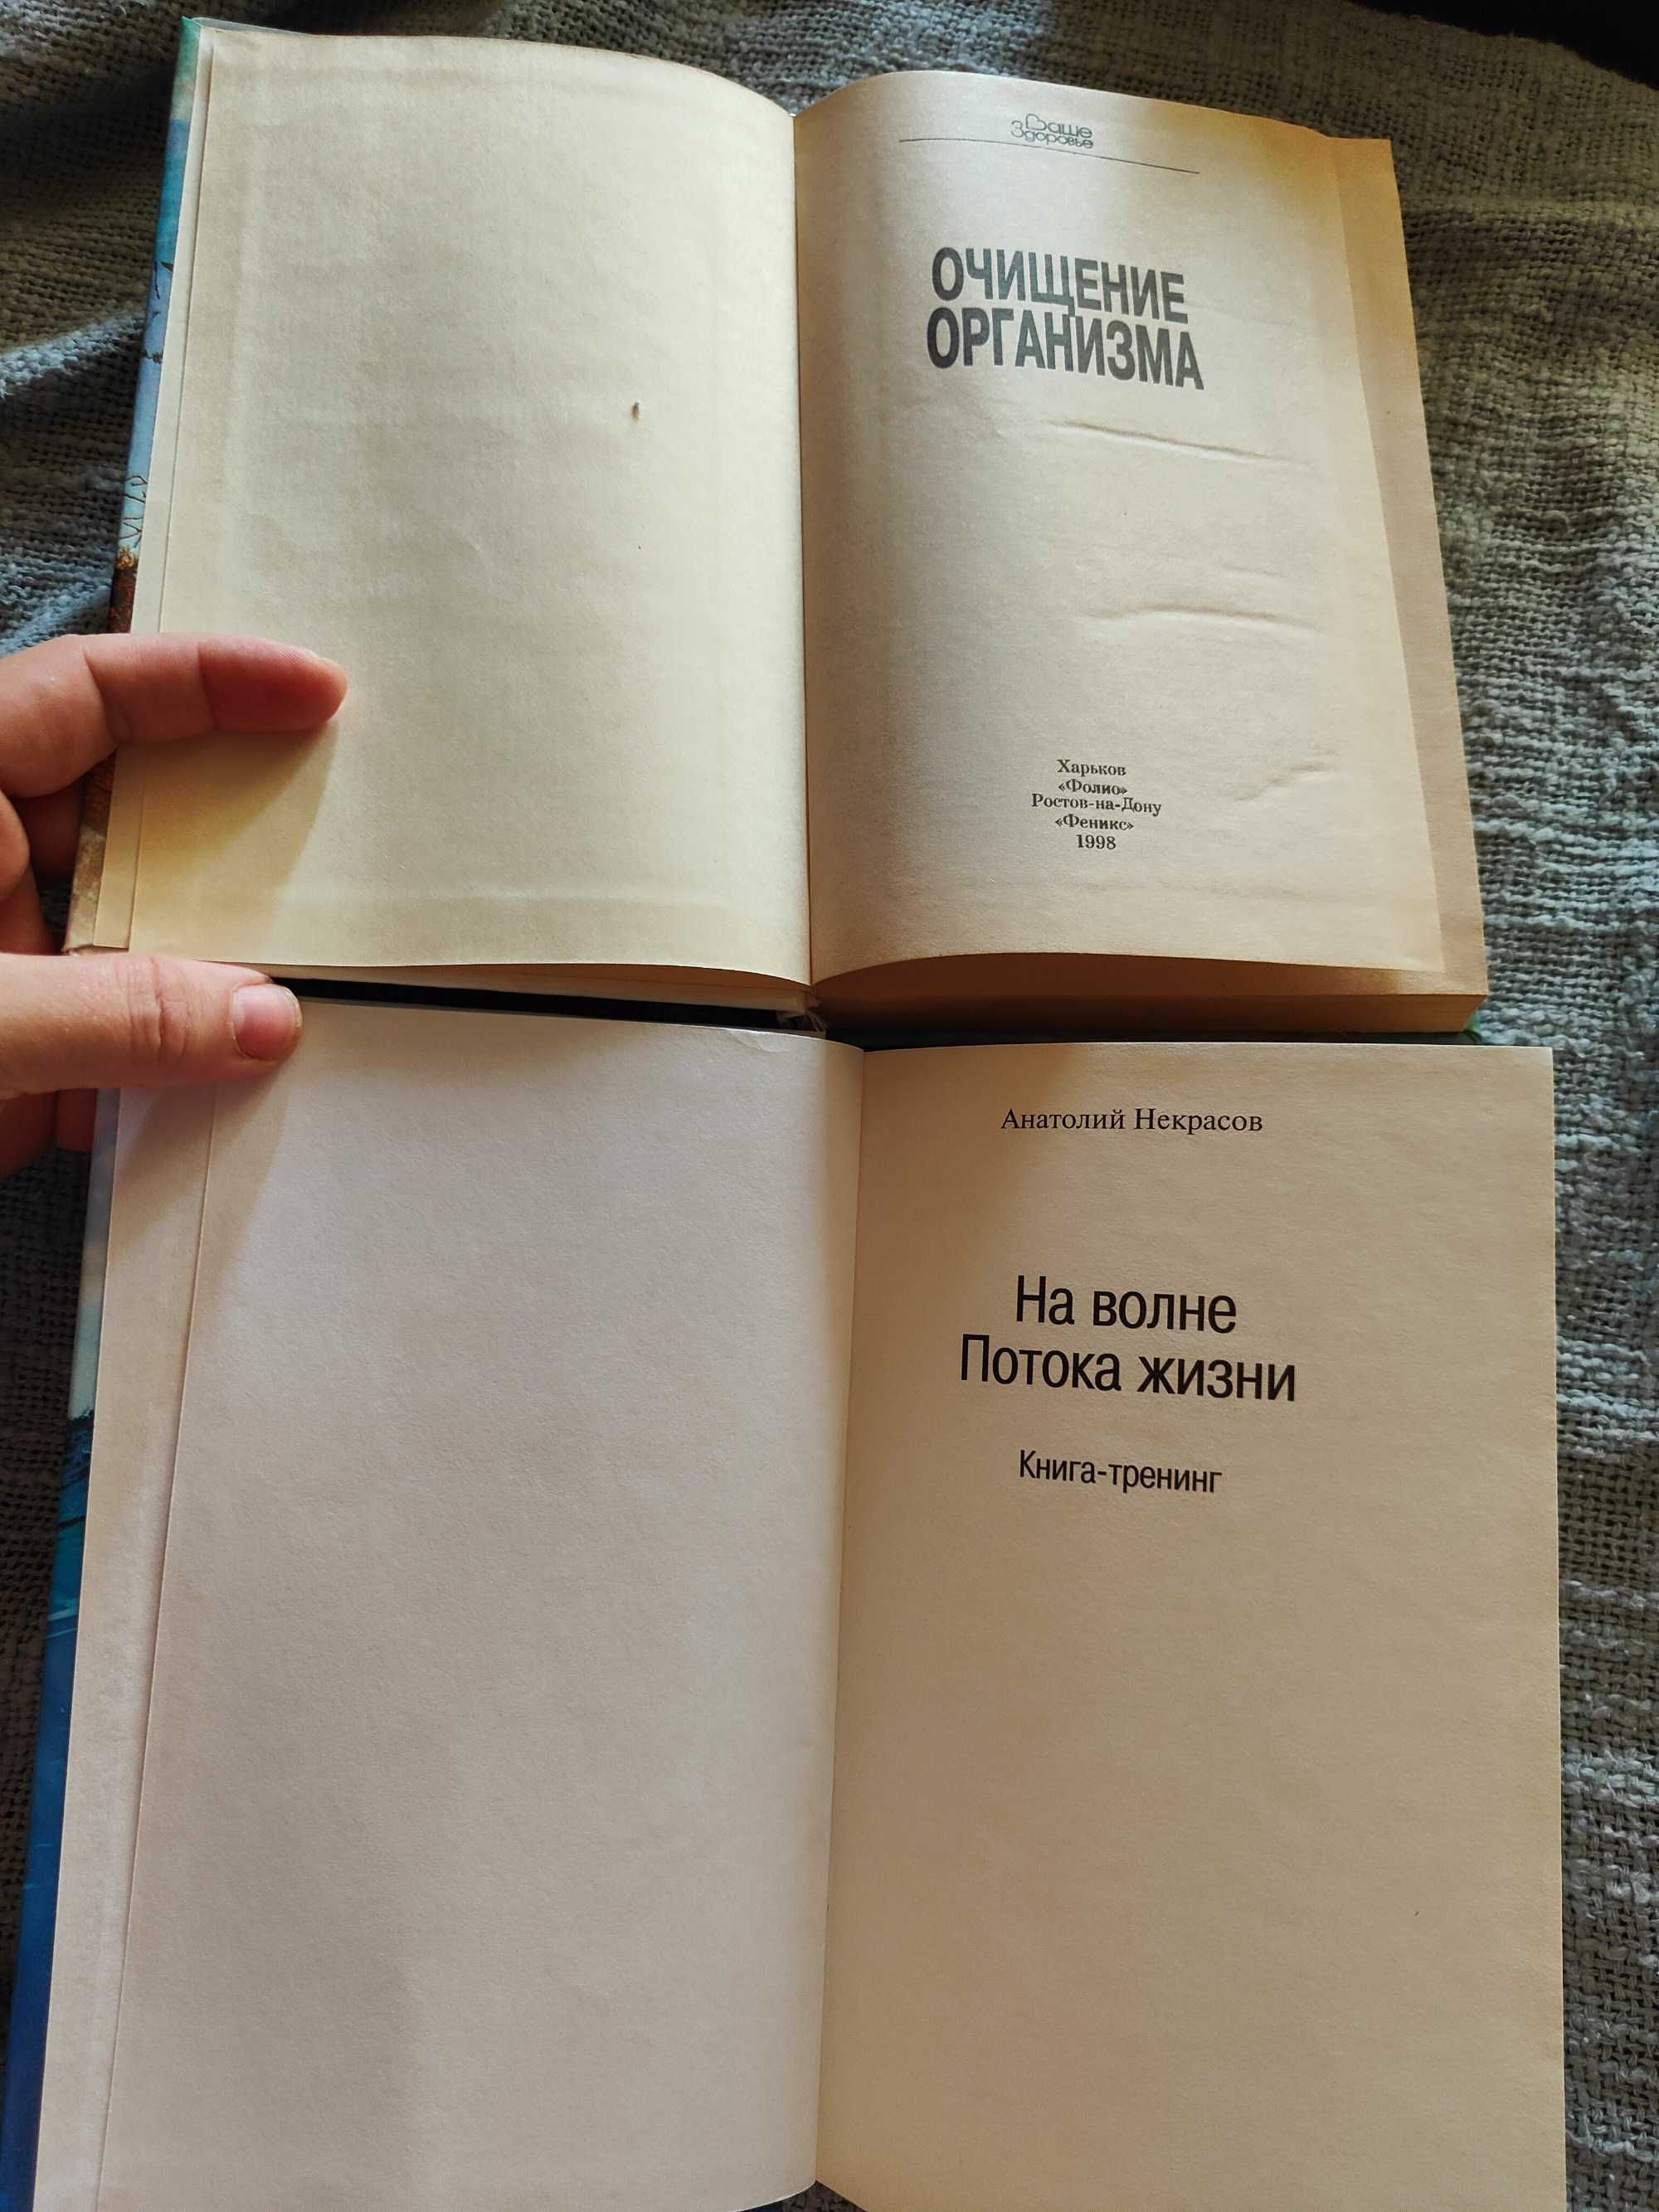 Ваше
Здоровье
ОЧИЩЕНИЕ
ОРГАНИЗМА
Харьков
«Фолио»
Ростов-на-Дону
«Феникс»
1998
Анатолий Некрасов
На волне
Потока жизни
Книга-тренинг